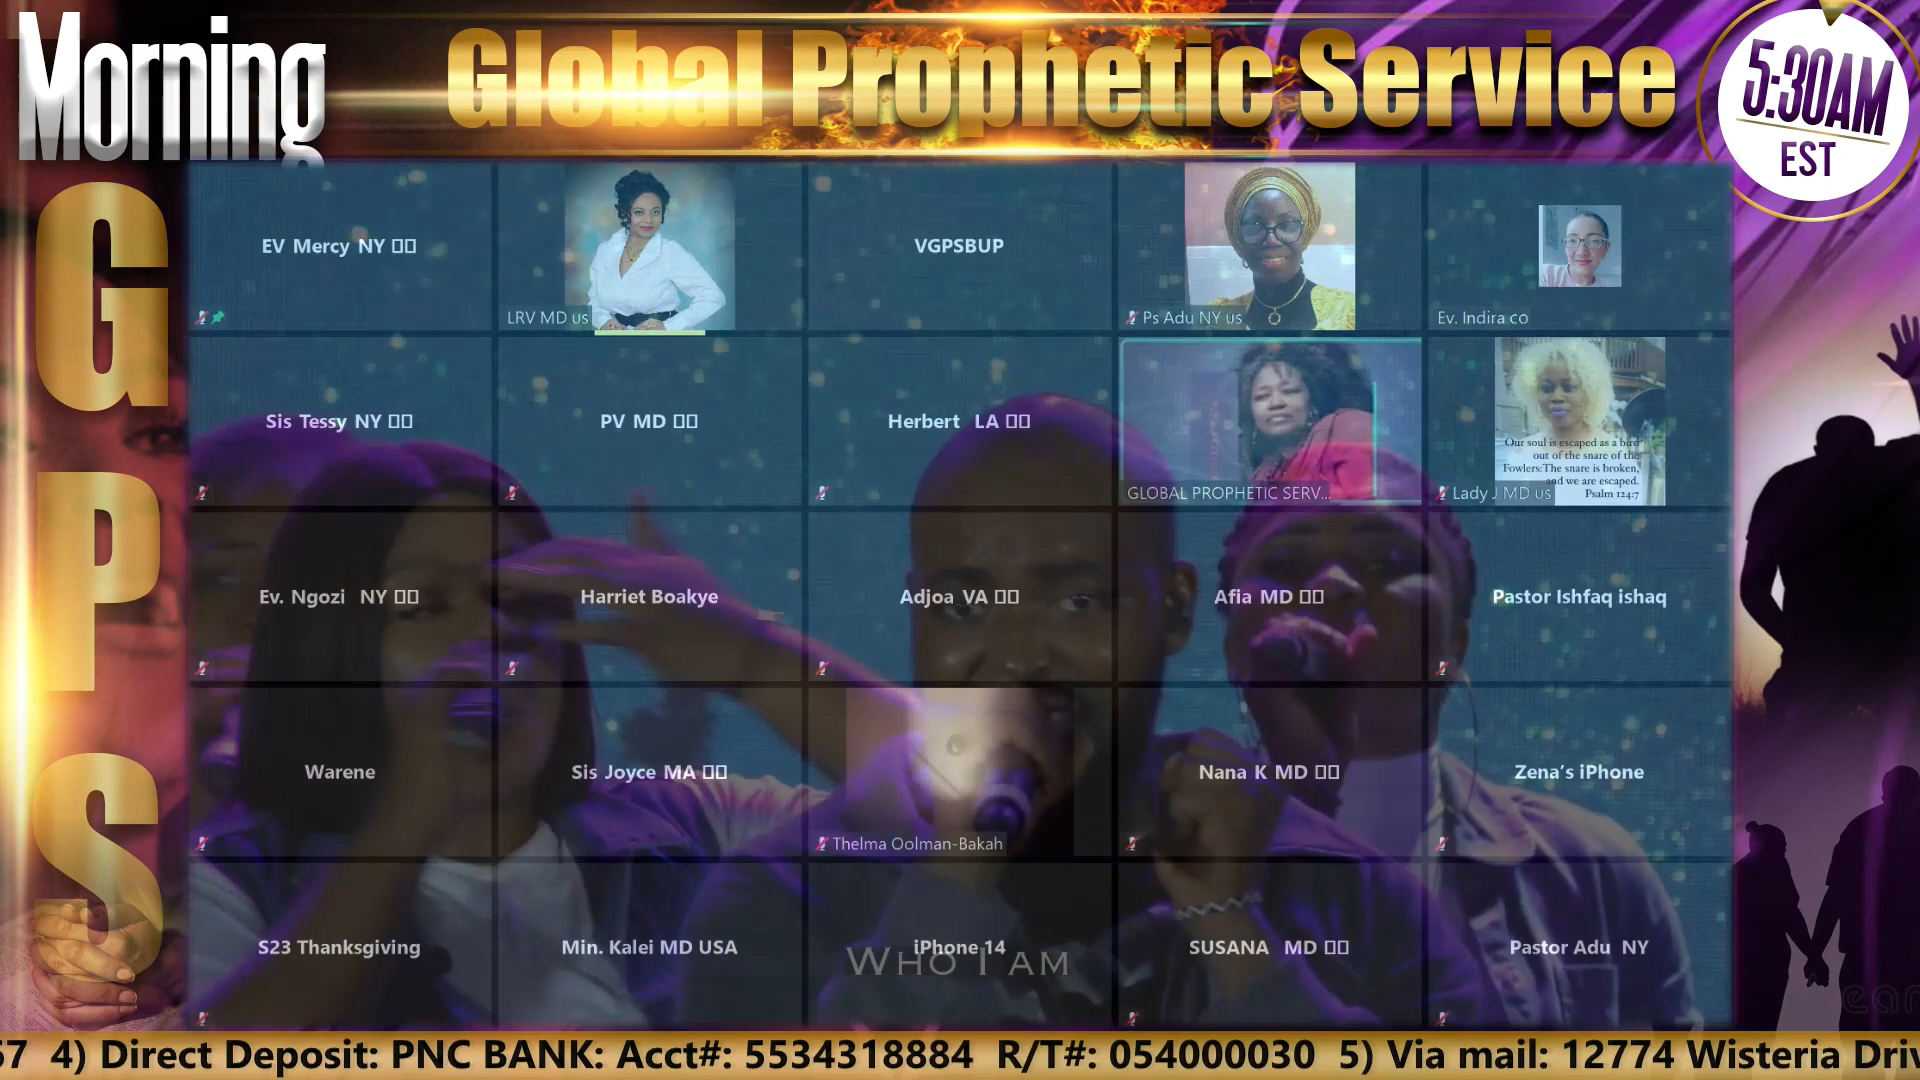 Morning
Global Prophetic Service
5:30AM
EST
GPS
EV Mercy NY
LRV MD us
VGPSBUP
Ps Adu NY us
Ev. Indira co
Sis Tessy NY
PV MD
Herbert LA
GLOBAL PROPHETIC SERV...
Our soul is escaped as a bird
out of the snare of the
Fowlers:The snare is broken,
and we are escaped.
Psalm 124:7
Lady J MD us
Ev. Ngozi NY
Harriet Boakye
Adjoa VA
Afia MD
Pastor Ishfaq ishaq
Warene
Sis Joyce MA
Thelma Oolman-Bakah
Nana K MD
Zena's iPhone
S23 Thanksgiving
Min. Kalei MD USA
iPhone 14
SUSANA MD
Pastor Adu NY
WHO I AM
57 4) Direct Deposit: PNC BANK: Acct#: 5534318884 R/T#: 054000030 5) Via mail: 12774 Wisteria Driv